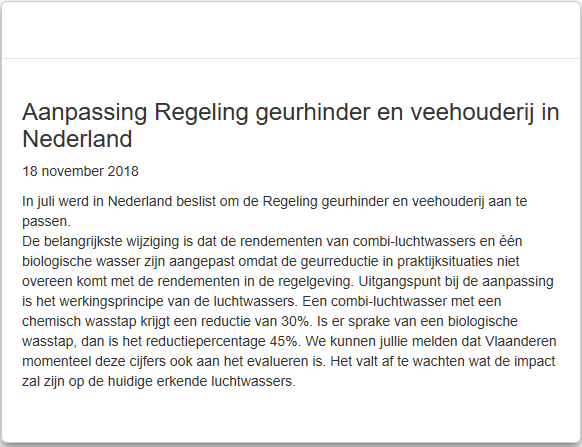 Aanpassing Regeling geurhinder en veehouderij in
Nederland
18 november 2018
In juli werd in Nederland beslist om de Regeling geurhinder en veehouderij aan te
passen.
De belangrijkste wijziging is dat de rendementen van combi-luchtwassers en één
biologische wasser zijn aangepast omdat de geurreductie in praktijksituaties niet
overeen komt met de rendementen in de regelgeving. Uitgangspunt bij de aanpassing
is het werkingsprincipe van de luchtwassers. Een combi-luchtwasser met een
chemisch wasstap krijgt een reductie van 30%. Is er sprake van een biologische
wasstap, dan is het reductiepercentage 45%. We kunnen jullie melden dat Vlaanderen
momenteel deze cijfers ook aan het evalueren is. Het valt af te wachten wat de impact
zal zijn op de huidige erkende luchtwassers.